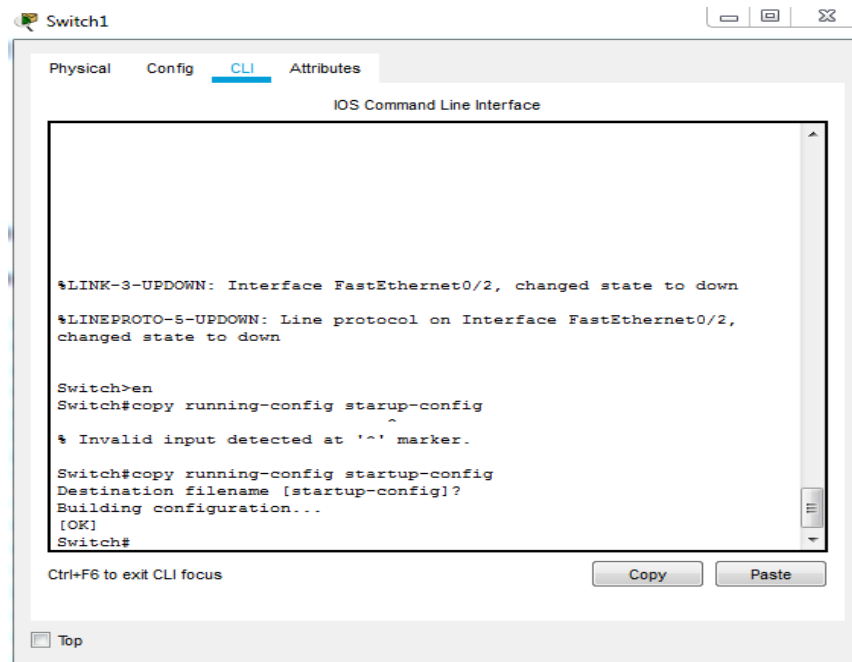 Switch1
Physical Config CLI Attributes
IOS Command Line Interface
%LINK-3-UPDOWN: Interface FastEthernet0/2, changed state to down
%LINEPROTO-5-UPDOWN: Line protocol on Interface FastEthernet0/2,
changed state to down
Switch>en
Switch#copy running-config starup-config
^
% Invalid input detected at '^' marker.
Switch#copy running-config startup-config
Destination filename [startup-config]?
Building configuration...
[OK]
Switch#
Ctrl+F6 to exit CLI focus
Copy Paste
Top